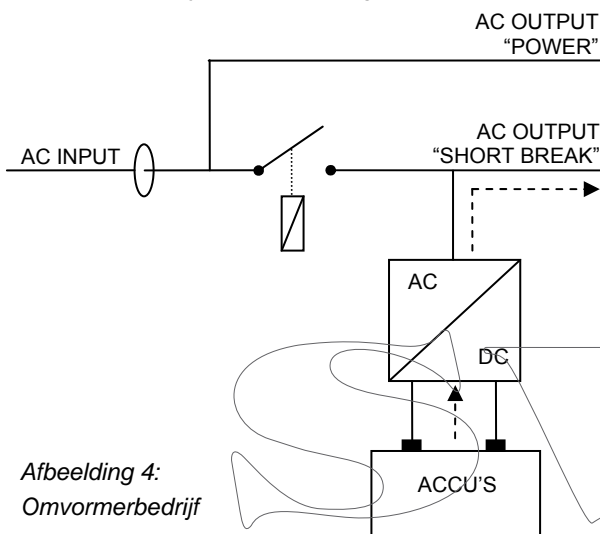 AC OUTPUT
“POWER”
AC INPUT
AC OUTPUT
“SHORT BREAK”
AC
DC
ACCU’S
Afbeelding 4:
Omvormerbedrijf